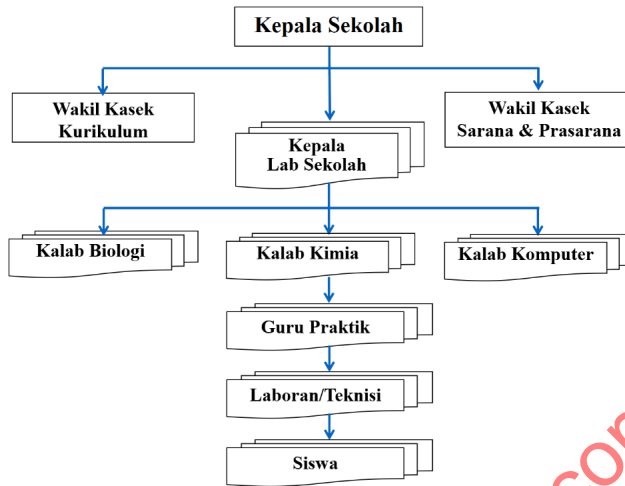 Kepala Sekolah
Wakil Kasek
Kurikulum
Wakil Kasek
Sarana & Prasarana
Kepala
Lab Sekolah
Kalab Biologi
Kalab Kimia
Kalab Komputer
Guru Praktik
Laboran/Teknisi
Siswa
com